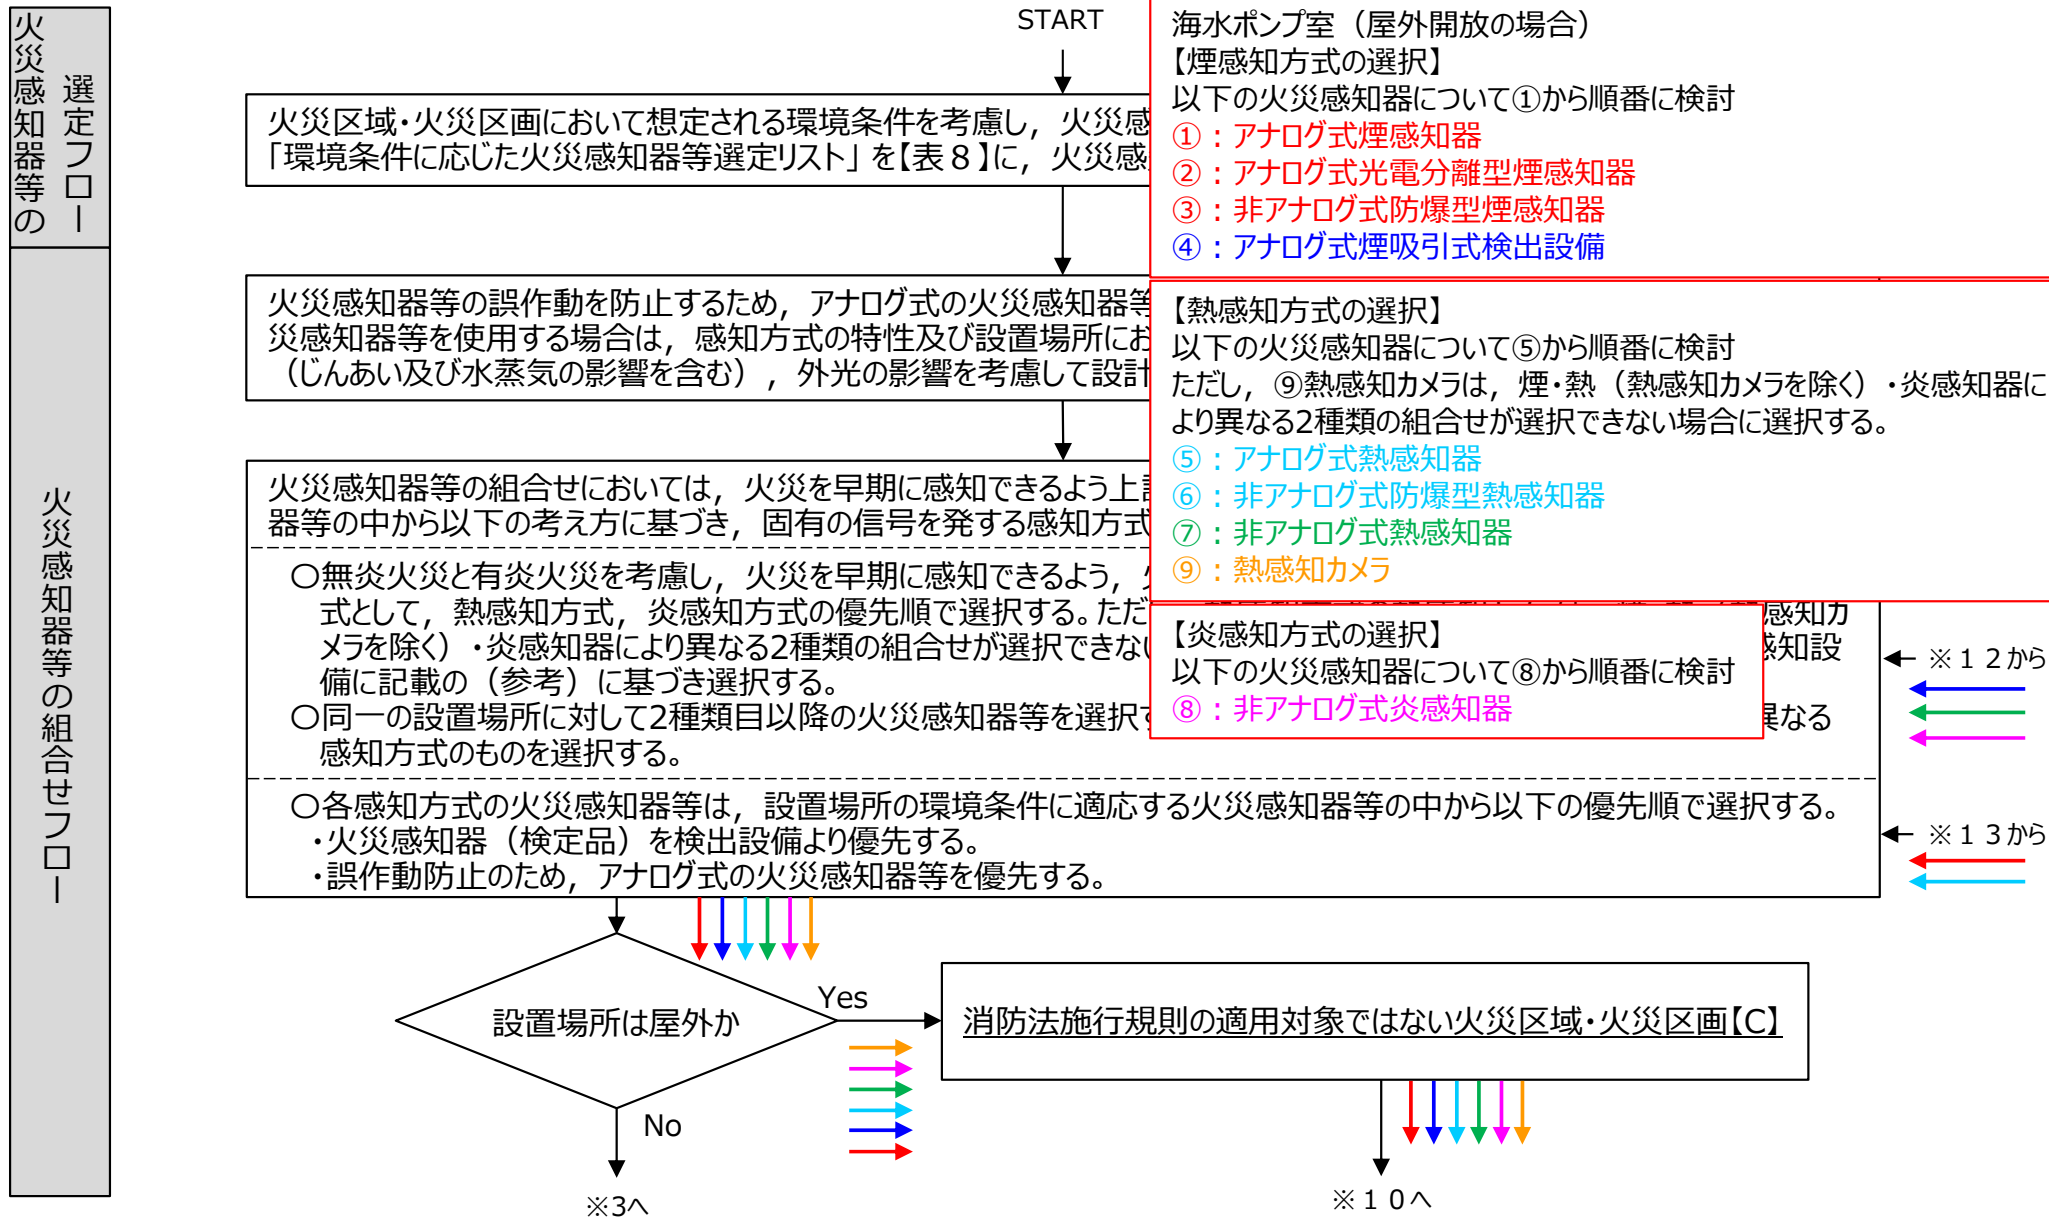 火災感知器等の
選定フロー
火災感知器等の組合せフロー
START
火災区域・火災区画において想定される環境条件を考慮し，火災感
「環境条件に応じた火災感知器等選定リスト」を【表８】に，火災感
火災感知器等の誤作動を防止するため，アナログ式の火災感知器等
災感知器等を使用する場合は，感知方式の特性及び設置場所にお
（じんあい及び水蒸気の影響を含む），外光の影響を考慮して設計
火災感知器等の組合せにおいては，火災を早期に感知できるよう上
器等の中から以下の考え方に基づき，固有の信号を発する感知方式
○無炎火災と有炎火災を考慮し，火災を早期に感知できるよう，
式として，熱感知方式，炎感知方式の優先順で選択する。ただ
感知カ
メラを除く）・炎感知器により異なる2種類の組合せが選択できな
感知設
備に記載の（参考）に基づき選択する。
○同一の設置場所に対して2種類目以降の火災感知器等を選択
異なる
感知方式のものを選択する。
○各感知方式の火災感知器等は，設置場所の環境条件に適応する火災感知器等の中から以下の優先順で選択する。
・火災感知器（検定品）を検出設備より優先する。
・誤作動防止のため，アナログ式の火災感知器等を優先する。
海水ポンプ室（屋外開放の場合）
【煙感知方式の選択】
以下の火災感知器について①から順番に検討
①：アナログ式煙感知器
②：アナログ式光電分離型煙感知器
③：非アナログ式防爆型煙感知器
④：アナログ式煙吸引式検出設備
【熱感知方式の選択】
以下の火災感知器について⑤から順番に検討
ただし，⑨熱感知カメラは，煙・熱（熱感知カメラを除く）・炎感知器に
より異なる2種類の組合せが選択できない場合に選択する。
⑤：アナログ式熱感知器
⑥：非アナログ式防爆型熱感知器
⑦：非アナログ式熱感知器
⑨：熱感知カメラ
【炎感知方式の選択】
以下の火災感知器について⑧から順番に検討
⑧：非アナログ式炎感知器
※１２から
※１３から
設置場所は屋外か
Yes
消防法施行規則の適用対象ではない火災区域・火災区画【C】
No
※3へ
※１０へ